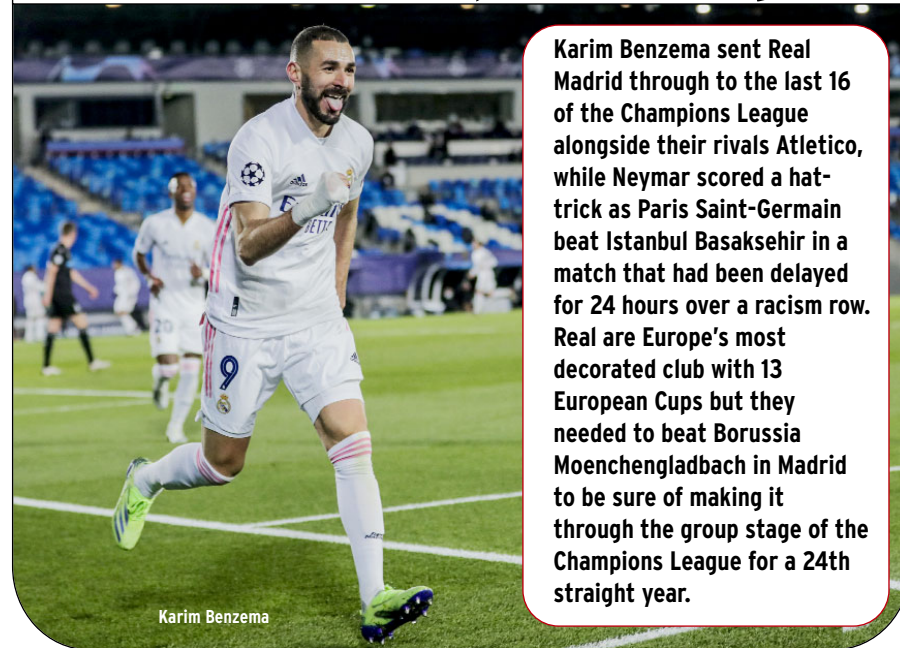 Karim Benzema sent Real
Madrid through to the last 16
of the Champions League
alongside their rivals Atletico,
while Neymar scored a hat-
trick as Paris Saint-Germain
beat Istanbul Basaksehir in a
match that had been delayed
for 24 hours over a racism row.
Real are Europe's most
decorated club with 13
European Cups but they
needed to beat Borussia
Moenchengladbach in Madrid
to be sure of making it
through the group stage of the
Champions League for a 24th
straight year.
9
20
Karim Benzema